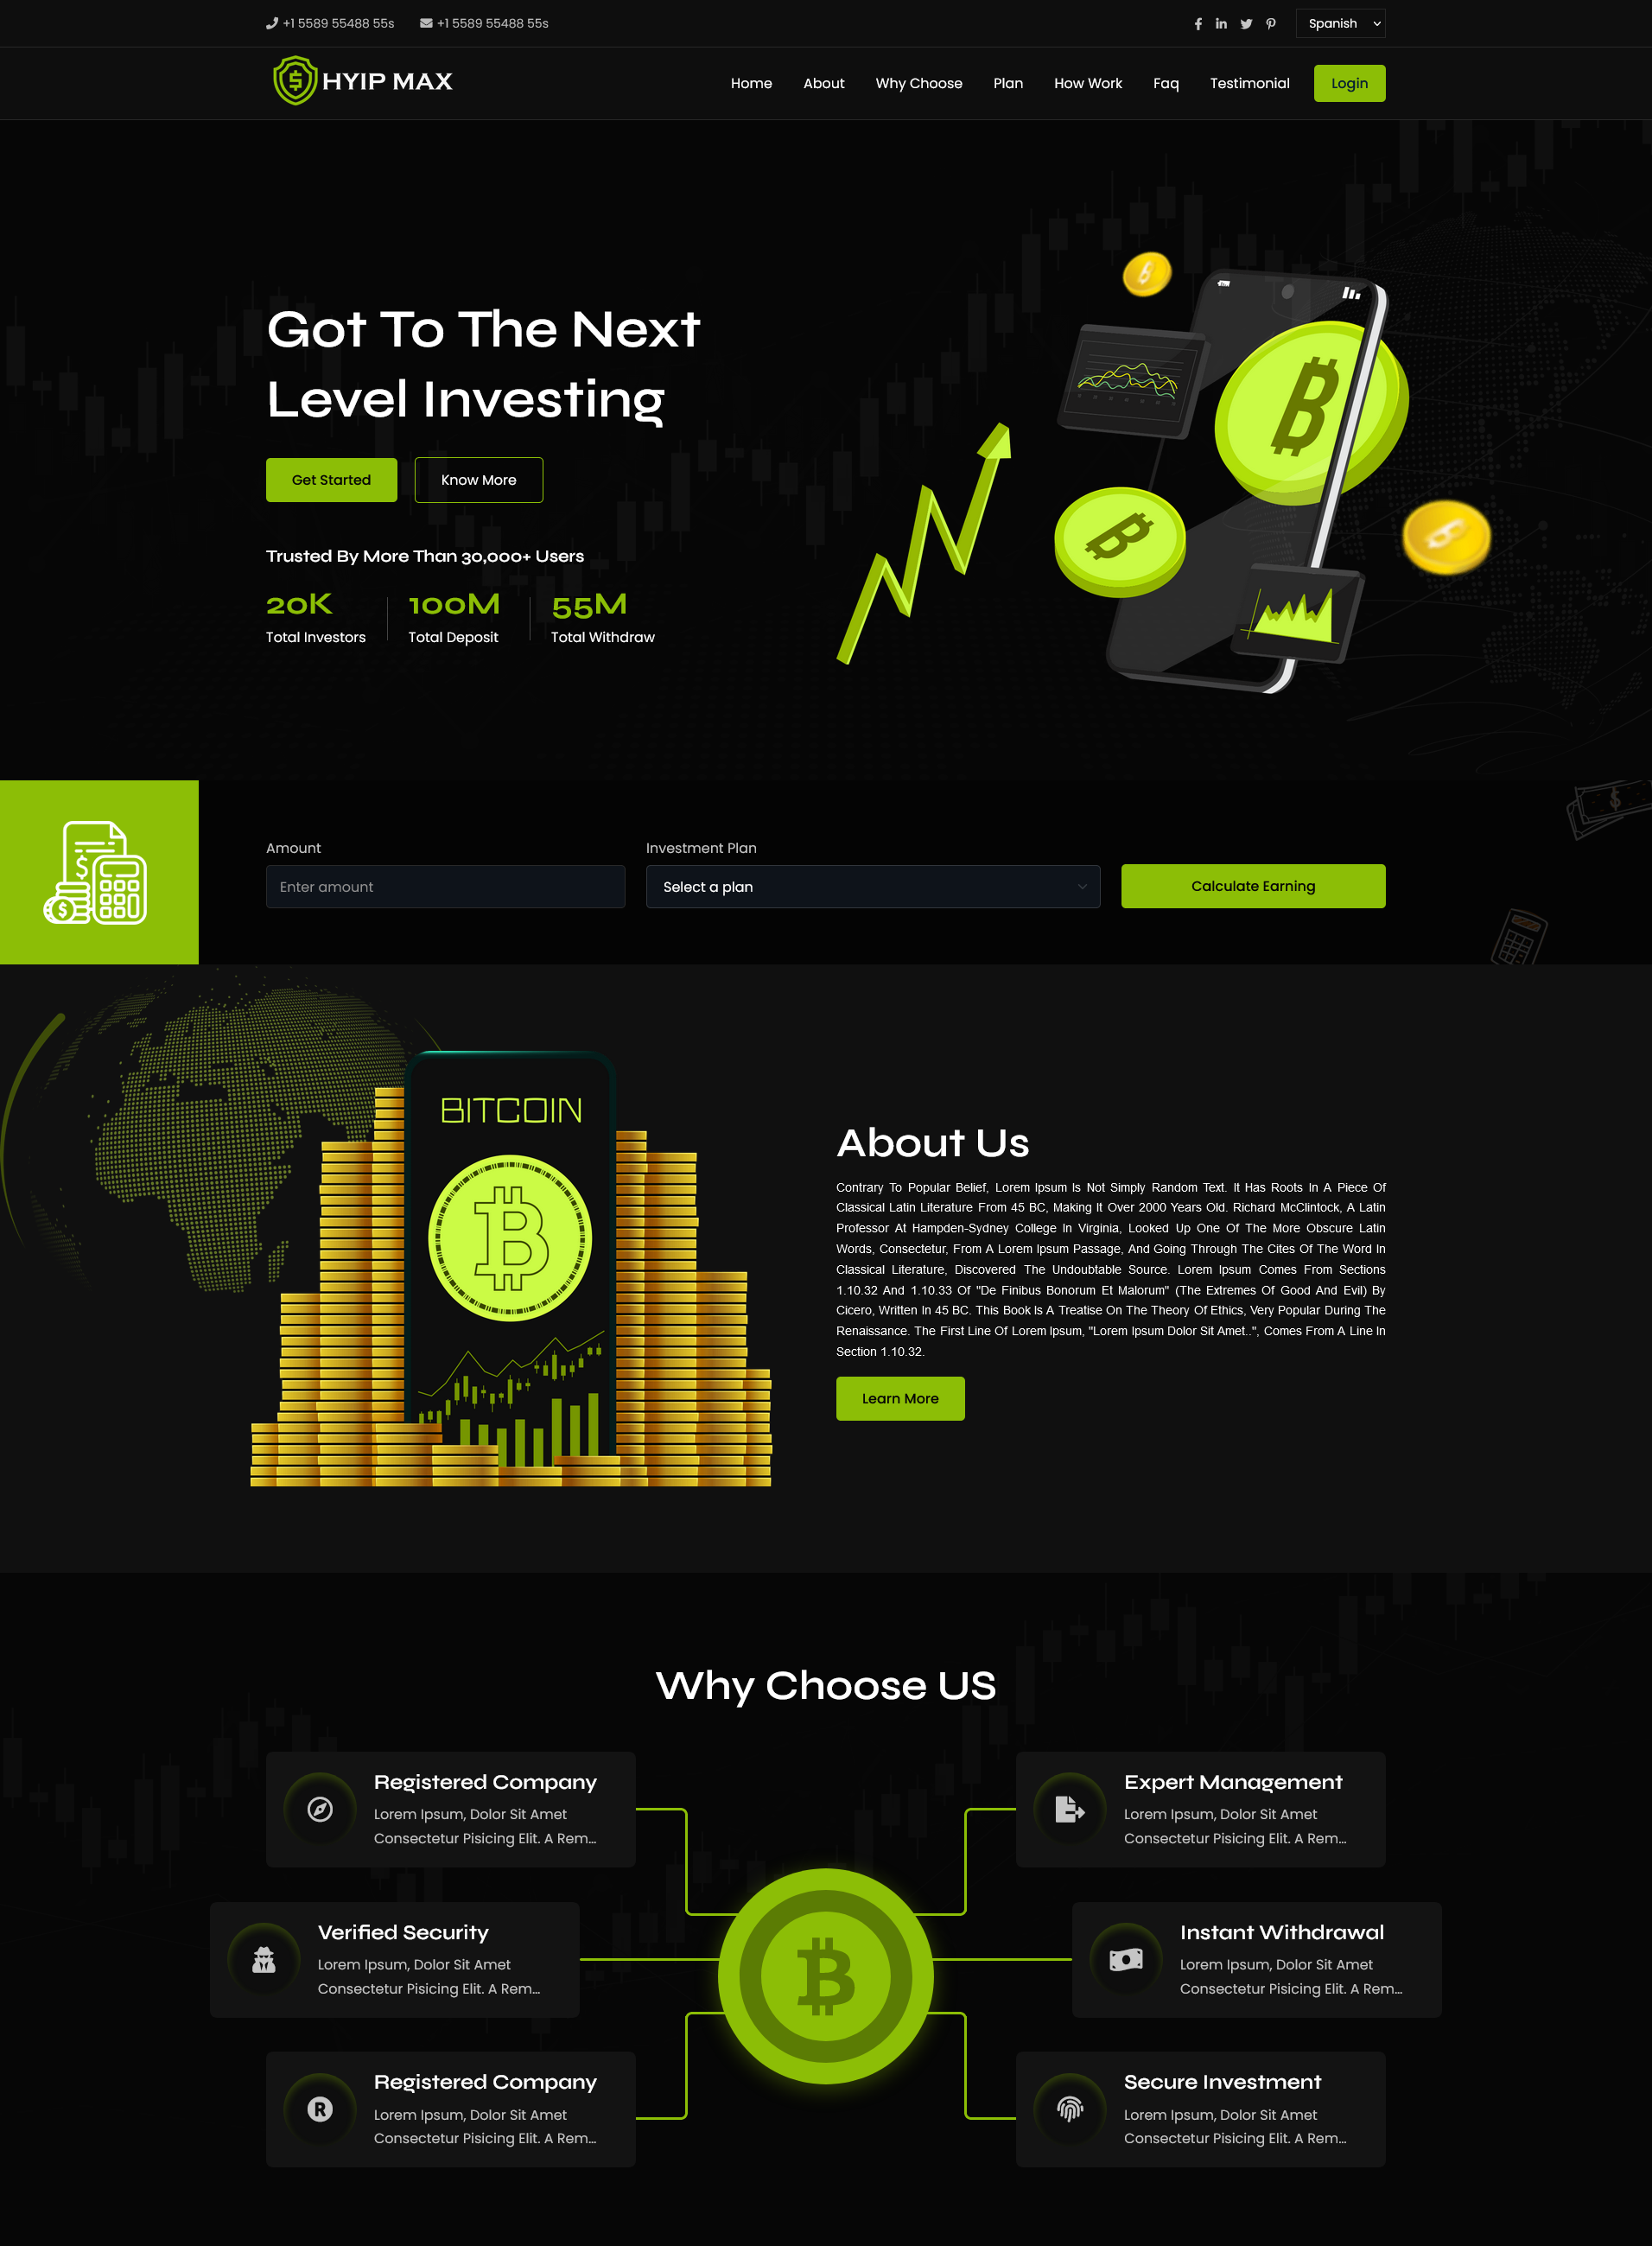 +1 5589 55488 55s
+1 5589 55488 55s
Spanish
HYIP MAX
Home
About
Why Choose
Plan
How Work
Faq
Testimonial
Login
Got To The Next
Level Investing
Get Started
Know More
Trusted By More Than 30,000+ Users
20K
Total Investors
100M
Total Deposit
55M
Total Withdraw
Amount
Enter amount
Investment Plan
Select a plan
Calculate Earning
BITCOIN
About Us
Contrary To Popular Belief, Lorem Ipsum Is Not Simply Random Text. It Has Roots In A Piece Of
Classical Latin Literature From 45 BC, Making It Over 2000 Years Old. Richard McClintock, A Latin
Professor At Hampden-Sydney College In Virginia, Looked Up One Of The More Obscure Latin
Words, Consectetur, From A Lorem Ipsum Passage, And Going Through The Cites Of The Word In
Classical Literature, Discovered The Undoubtable Source. Lorem Ipsum Comes From Sections
1.10.32 And 1.10.33 Of "De Finibus Bonorum Et Malorum" (The Extremes Of Good And Evil) By
Cicero, Written In 45 BC. This Book Is A Treatise On The Theory Of Ethics, Very Popular During The
Renaissance. The First Line Of Lorem Ipsum, "Lorem Ipsum Dolor Sit Amet..", Comes From A Line In
Section 1.10.32.
Learn More
Why Choose US
Registered Company
Lorem Ipsum, Dolor Sit Amet
Consectetur Pisicing Elit. A Rem...
Expert Management
Lorem Ipsum, Dolor Sit Amet
Consectetur Pisicing Elit. A Rem...
Verified Security
Lorem Ipsum, Dolor Sit Amet
Consectetur Pisicing Elit. A Rem...
Instant Withdrawal
Lorem Ipsum, Dolor Sit Amet
Consectetur Pisicing Elit. A Rem...
Registered Company
Lorem Ipsum, Dolor Sit Amet
Consectetur Pisicing Elit. A Rem...
Secure Investment
Lorem Ipsum, Dolor Sit Amet
Consectetur Pisicing Elit. A Rem...